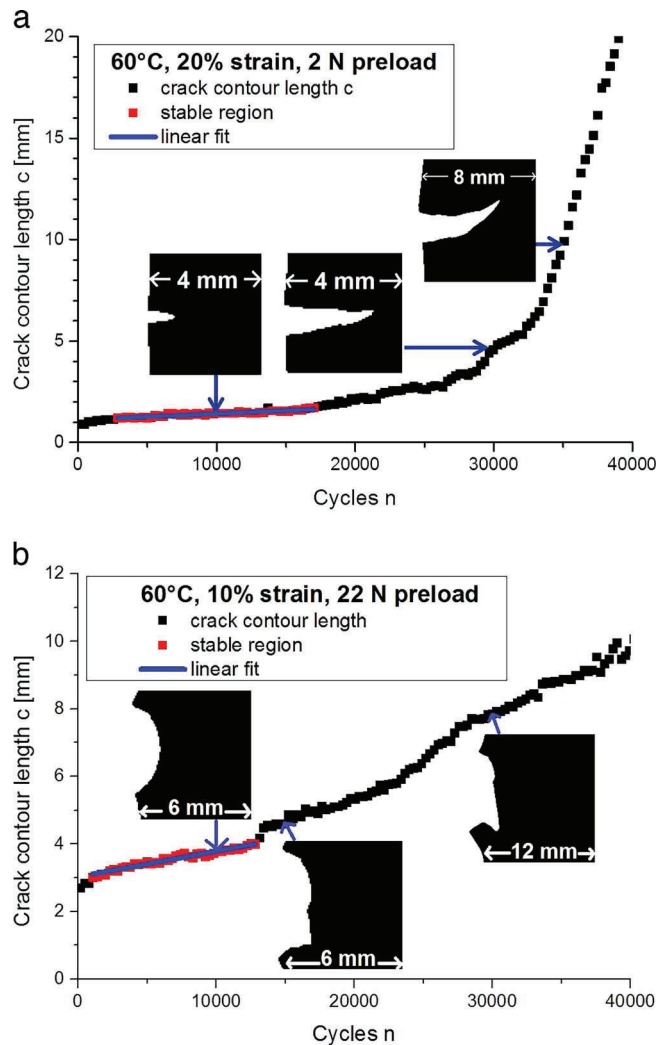 a
60°C, 20% strain, 2 N preload
crack contour length c
stable region
linear fit
Crack contour length c [mm]
20
15
10
5
0
8 mm
4 mm
4 mm
0
10000
20000
30000
40000
Cycles n
b
60°C, 10% strain, 22 N preload
crack contour length
stable region
linear fit
Crack contour length c [mm]
12
10
8
6
4
2
0
6 mm
12 mm
6 mm
0
10000
20000
30000
40000
Cycles n